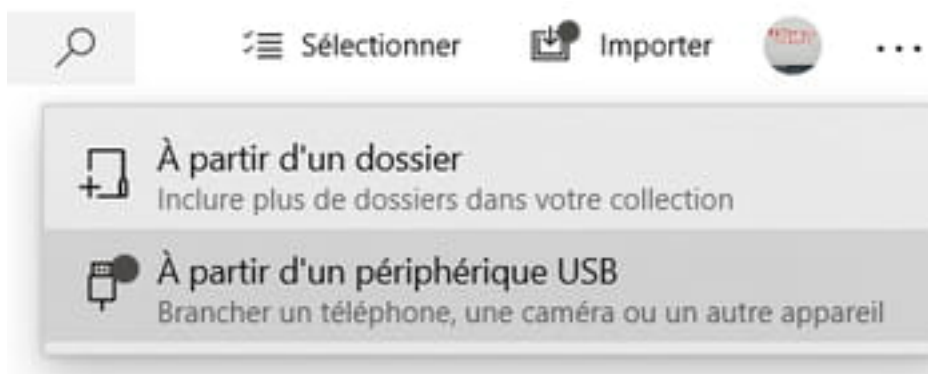 Sélectionner Importer
À partir d'un dossier
Inclure plus de dossiers dans votre collection
À partir d'un périphérique USB
Brancher un téléphone, une caméra ou un autre appareil